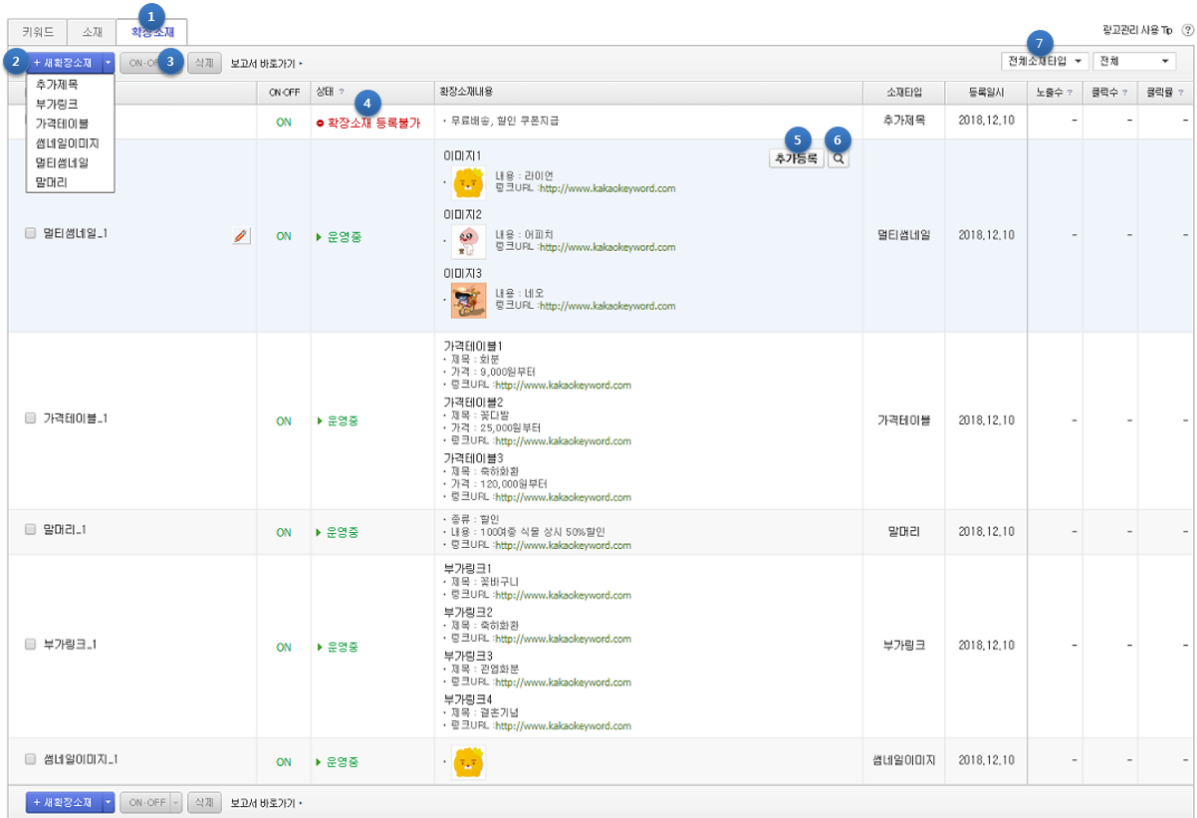 1
키워드 소재 확장소재
광고관리 사용 Tip ?
2 + 새확장소재 ON·OFF 3 삭제 보고서 바로가기 7 전체소재타입 전체
추가제목
부가링크
가격테이블
썸네일이미지
멀티썸네일
말머리
ON·OFF 상태 ? 확장소재내용 소재타입 등록일시 노출수 ? 클릭수 ? 클릭률 ?
4
ON 확장소재 등록불가 · 무료배송, 할인 쿠폰지급 추가제목 2018.12.10 - - -
5 6
추가등록
멀티썸네일_1 ON 운영중 멀티썸네일 2018.12.10 - - -
이미지1
· 내용 : 라이언
링크URL :http://www.kakaokeyword.com
이미지2
· 내용 : 어피치
링크URL :http://www.kakaokeyword.com
이미지3
· 내용 : 네오
링크URL :http://www.kakaokeyword.com
가격테이블_1 ON 운영중 가격테이블 2018.12.10 - - -
가격테이블1
· 제목 : 화분
· 가격 : 9,000원부터
· 링크URL :http://www.kakaokeyword.com
가격테이블2
· 제목 : 꽃다발
· 가격 : 25,000원부터
· 링크URL :http://www.kakaokeyword.com
가격테이블3
· 제목 : 축하화환
· 가격 : 120,000원부터
· 링크URL :http://www.kakaokeyword.com
말머리_1 ON 운영중 말머리 2018.12.10 - - -
· 종류 : 할인
· 내용 : 100여종 식물 상시 50%할인
· 링크URL :http://www.kakaokeyword.com
부가링크_1 ON 운영중 부가링크 2018.12.10 - - -
부가링크1
· 제목 : 꽃바구니
· 링크URL :http://www.kakaokeyword.com
부가링크2
· 제목 : 축하화환
· 링크URL :http://www.kakaokeyword.com
부가링크3
· 제목 : 관엽화분
· 링크URL :http://www.kakaokeyword.com
부가링크4
· 제목 : 결혼기념
· 링크URL :http://www.kakaokeyword.com
썸네일이미지_1 ON 운영중 · 썸네일이미지 2018.12.10 - - -
+ 새확장소재 ON·OFF 삭제 보고서 바로가기